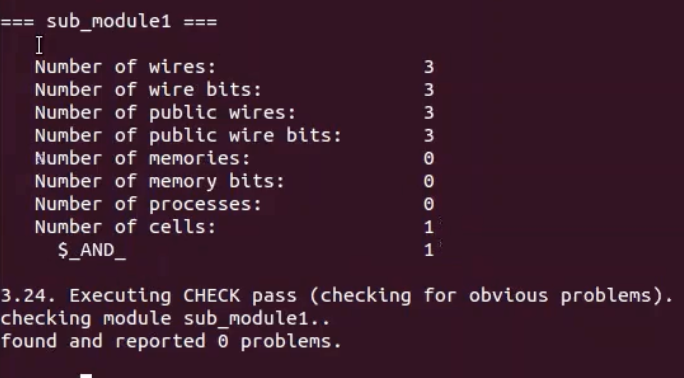 === sub_module1 ===
Number of wires: 3
Number of wire bits: 3
Number of public wires: 3
Number of public wire bits: 3
Number of memories: 0
Number of memory bits: 0
Number of processes: 0
Number of cells: 1
$_AND_ 1
3.24. Executing CHECK pass (checking for obvious problems).
checking module sub_module1..
found and reported 0 problems.